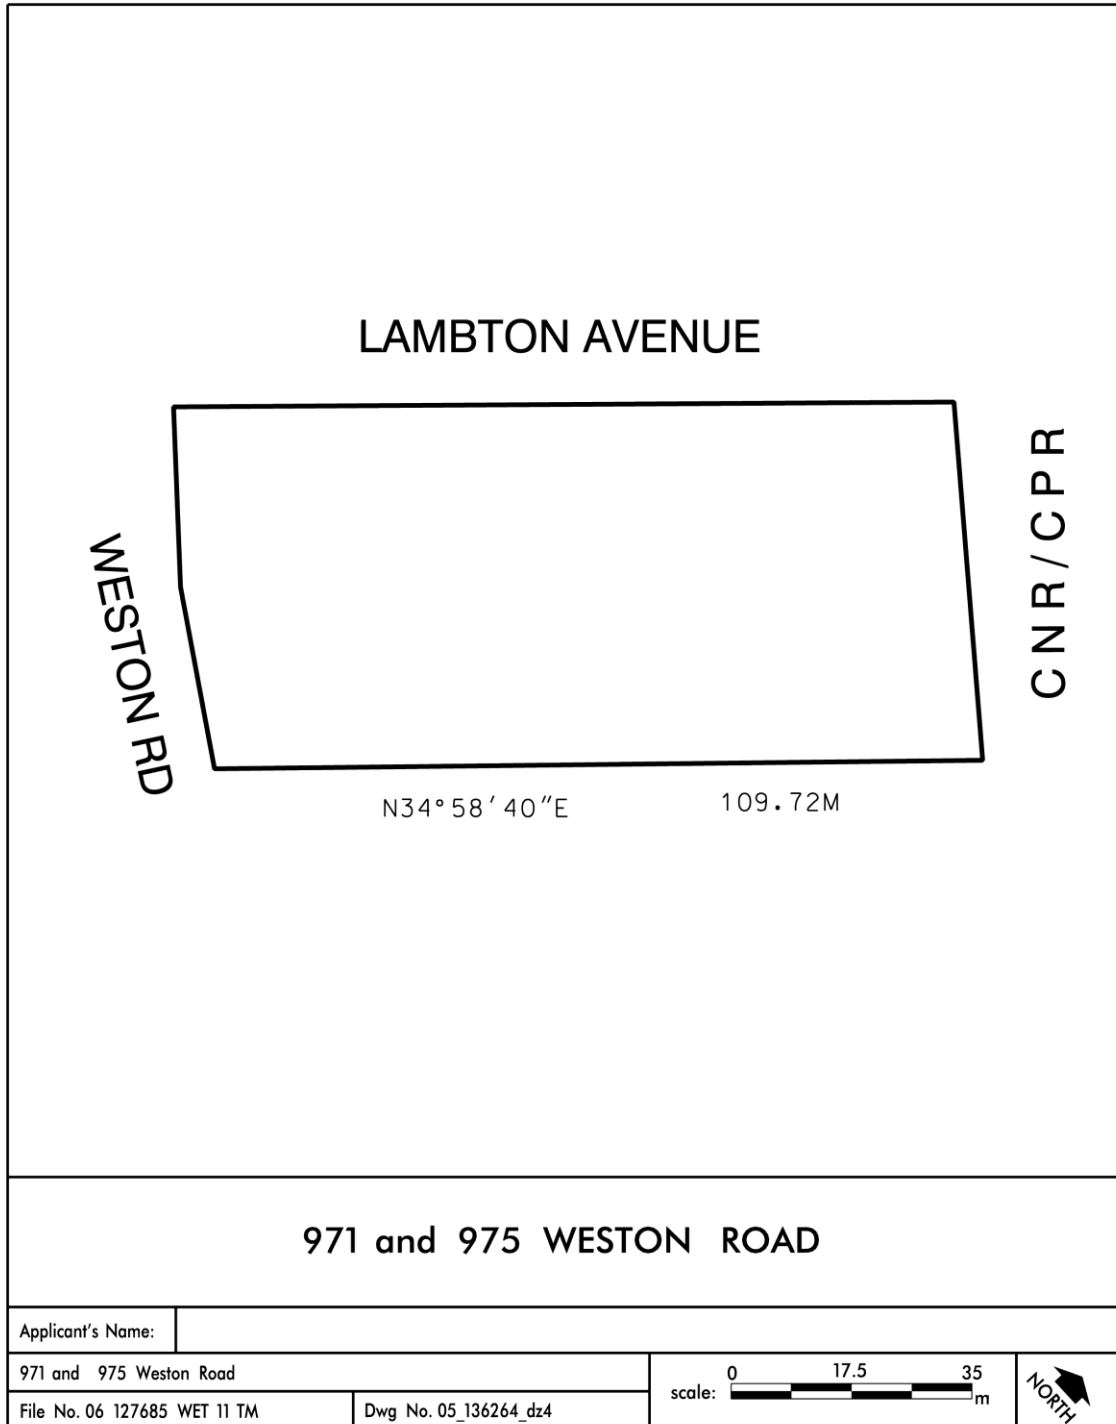 LAMBTON AVENUE
WESTON RD
CNR/CPR
N34°58'40"E 109.72M
971 and 975 WESTON ROAD
Applicant's Name:
971 and 975 Weston Road
File No. 06 127685 WET 11 TM
Dwg No. 05_136264_dz4
scale: 0 17.5 35 m
NORTH